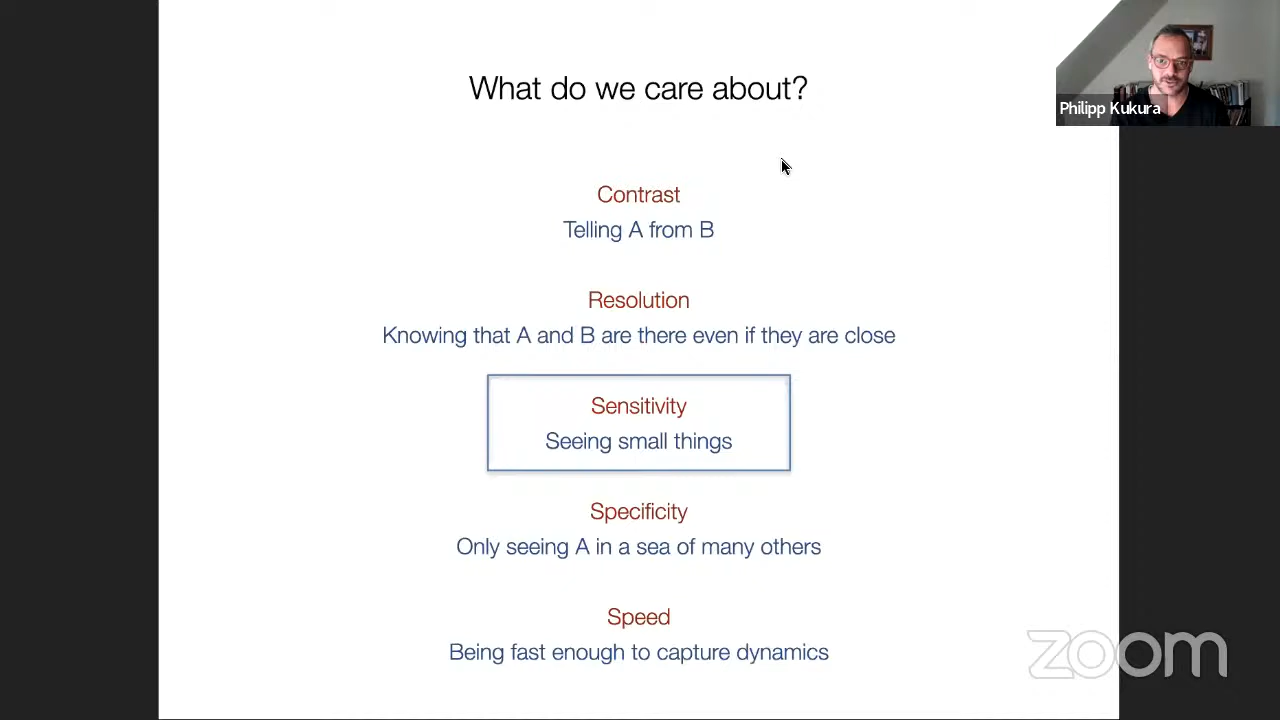 What do we care about?
Philipp Kukura
Contrast
Telling A from B
Resolution
Knowing that A and B are there even if they are close
Sensitivity
Seeing small things
Specificity
Only seeing A in a sea of many others
Speed
Being fast enough to capture dynamics
zoom